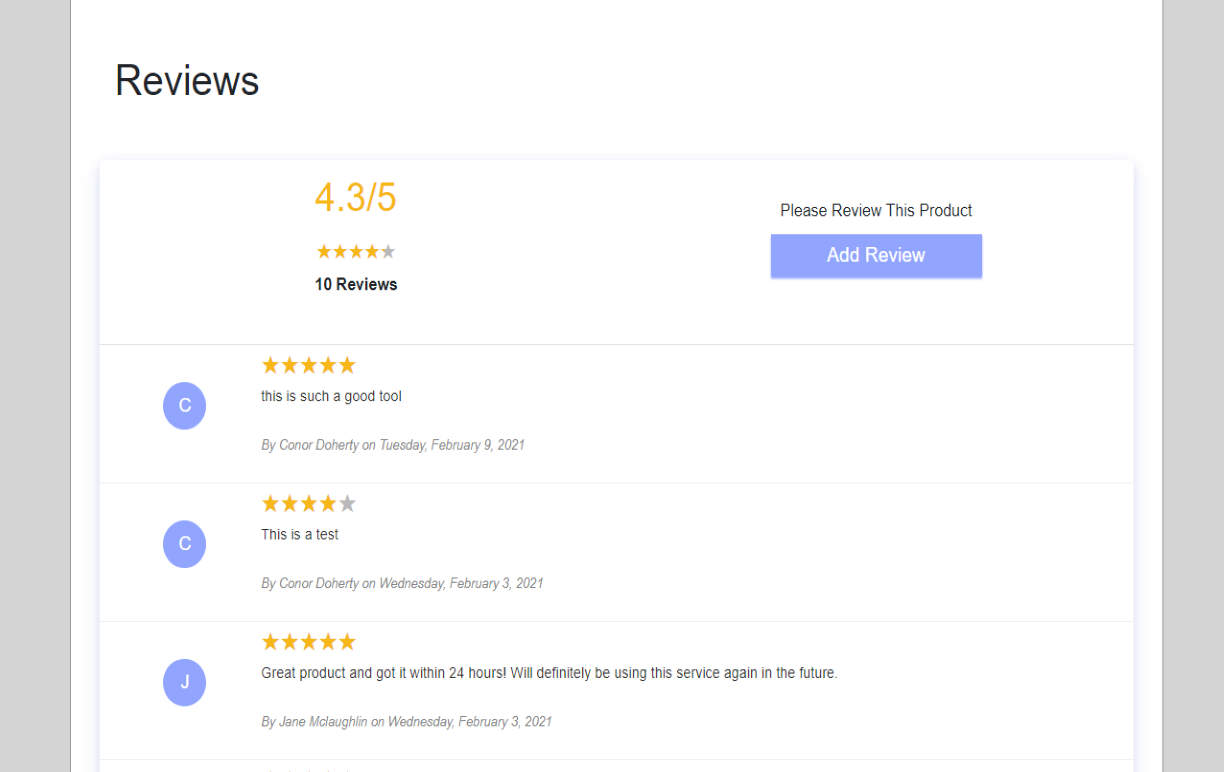 Reviews
4.3/5
10 Reviews
Please Review This Product
Add Review
C
this is such a good tool
By Conor Doherty on Tuesday, February 9, 2021
C
This is a test
By Conor Doherty on Wednesday, February 3, 2021
J
Great product and got it within 24 hours! Will definitely be using this service again in the future.
By Jane Mclaughlin on Wednesday, February 3, 2021